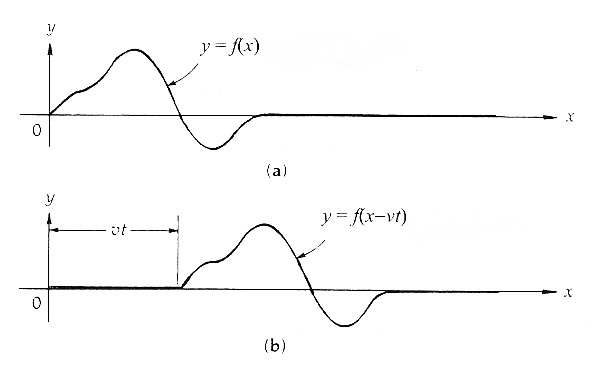 y
y = f(x)
0
x
(a)
y
vt
y = f(x−vt)
0
x
(b)